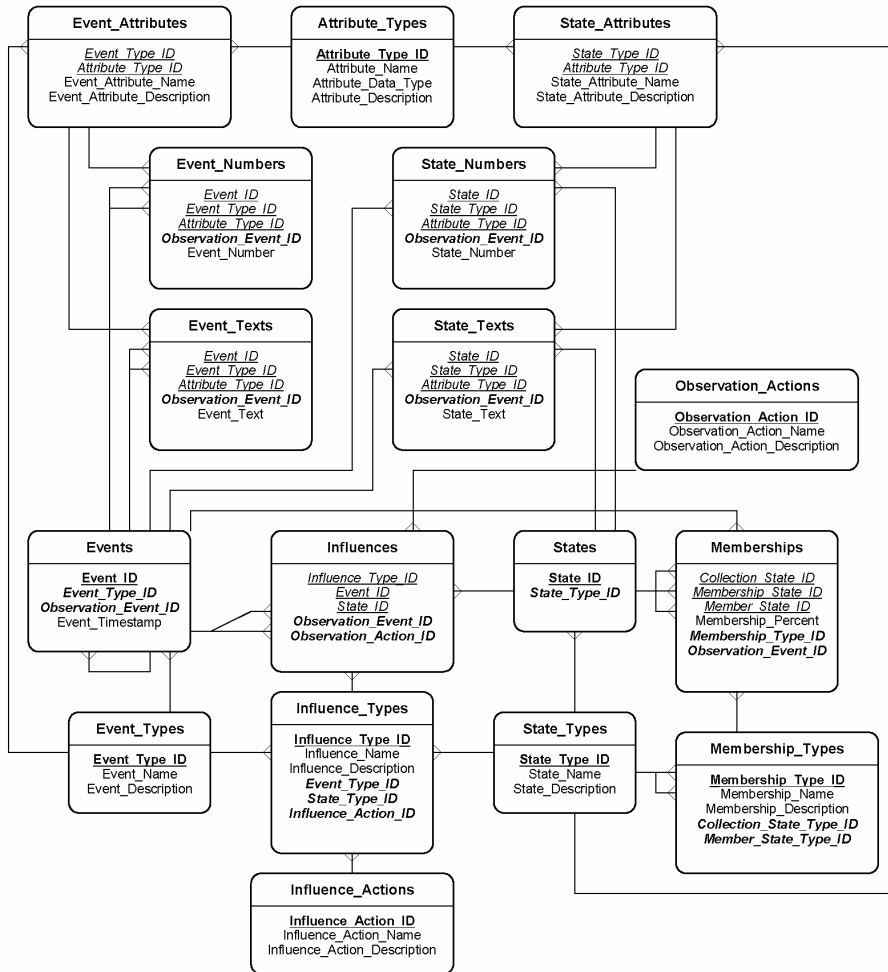 Event_Attributes
Event_Type_ID
Attribute_Type_ID
Event_Attribute_Name
Event_Attribute_Description
Attribute_Types
Attribute_Type_ID
Attribute_Name
Attribute_Data_Type
Attribute_Description
State_Attributes
State_Type_ID
Attribute_Type_ID
State_Attribute_Name
State_Attribute_Description
Event_Numbers
Event_ID
Event_Type_ID
Attribute_Type_ID
Observation_Event_ID
Event_Number
State_Numbers
State_ID
State_Type_ID
Attribute_Type_ID
Observation_Event_ID
State_Number
Event_Texts
Event_ID
Event_Type_ID
Attribute_Type_ID
Observation_Event_ID
Event_Text
State_Texts
State_ID
State_Type_ID
Attribute_Type_ID
Observation_Event_ID
State_Text
Observation_Actions
Observation_Action_ID
Observation_Action_Name
Observation_Action_Description
Events
Event_ID
Event_Type_ID
Observation_Event_ID
Event_Timestamp
Influences
Influence_Type_ID
Event_ID
State_ID
Observation_Event_ID
Observation_Action_ID
States
State_ID
State_Type_ID
Memberships
Collection_State_ID
Membership_State_ID
Member_State_ID
Membership_Percent
Membership_Type_ID
Observation_Event_ID
Event_Types
Event_Type_ID
Event_Name
Event_Description
Influence_Types
Influence_Type_ID
Influence_Name
Influence_Description
Event_Type_ID
State_Type_ID
Influence_Action_ID
State_Types
State_Type_ID
State_Name
State_Description
Membership_Types
Membership_Type_ID
Membership_Name
Membership_Description
Collection_State_Type_ID
Member_State_Type_ID
Influence_Actions
Influence_Action_ID
Influence_Action_Name
Influence_Action_Description